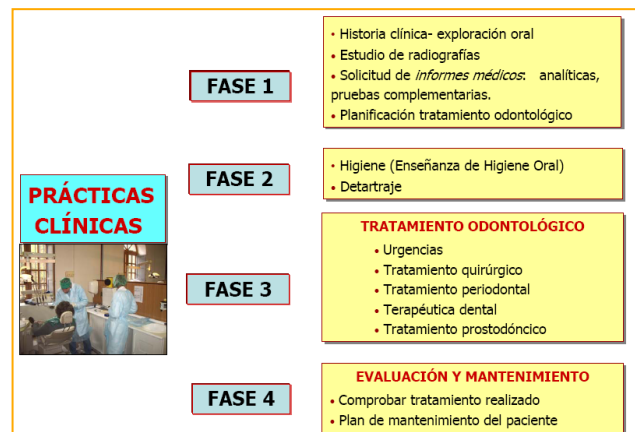 PRÁCTICAS
CLÍNICAS
FASE 1
• Historia clínica- exploración oral
• Estudio de radiografías
• Solicitud de informes médicos: analíticas,
pruebas complementarias.
• Planificación tratamiento odontológico
FASE 2
• Higiene (Enseñanza de Higiene Oral)
• Detartraje
FASE 3
TRATAMIENTO ODONTOLÓGICO
• Urgencias
• Tratamiento quirúrgico
• Tratamiento periodontal
• Terapéutica dental
• Tratamiento prostodóncico
FASE 4
EVALUACIÓN Y MANTENIMIENTO
• Comprobar tratamiento realizado
• Plan de mantenimiento del paciente